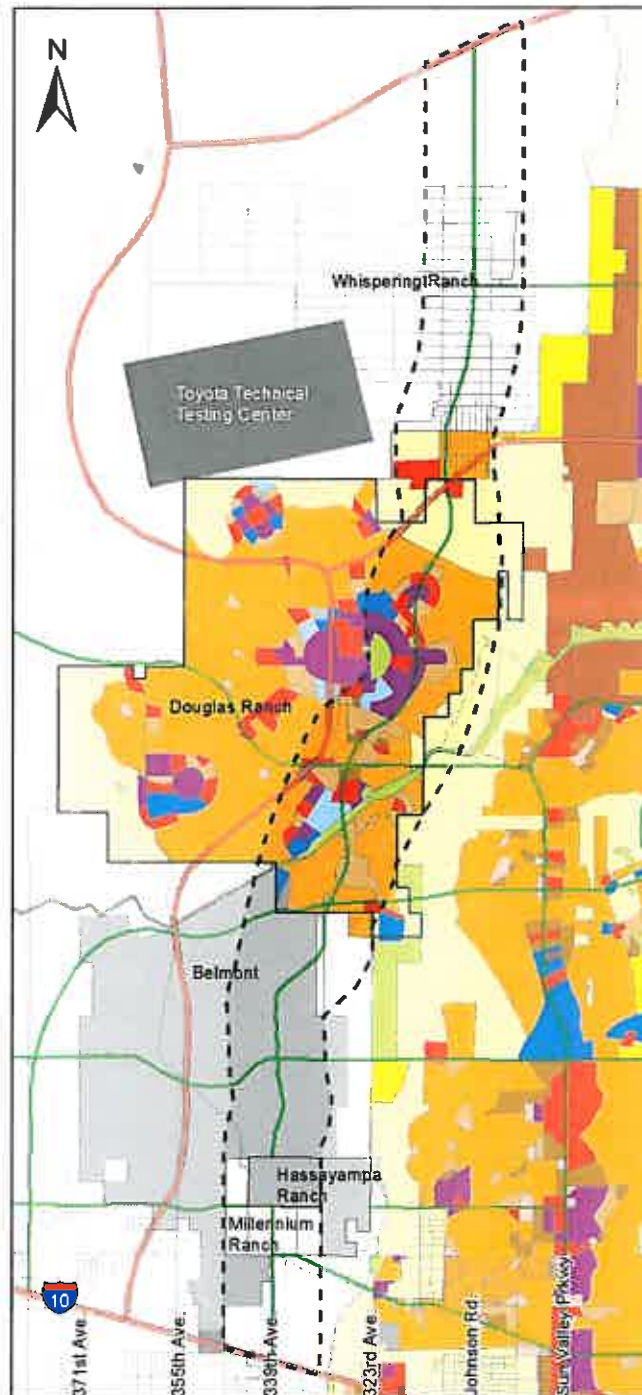 N
Whispering Ranch
Toyota Technical
Testing Center
Douglas Ranch
Belmont
Hassayampa
Ranch
Millennium
Ranch
10
371st Ave.
355th Ave.
339th Ave.
323rd Ave.
Johnson Rd.
Sun Valley Pkwy